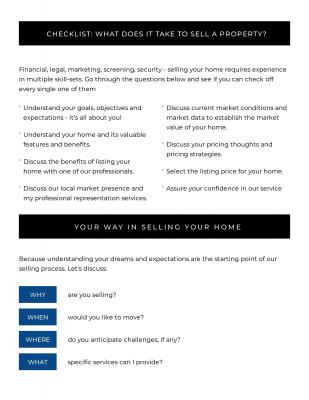 CHECKLIST: WHAT DOES IT TAKE TO SELL A PROPERTY?
Financial, legal, marketing, screening, security - selling your home requires experience
in multiple skill-sets. Go through the questions below and see if you can check off
every single one of them
* Understand your goals, objectives and
expectations - it's all about you!
* Understand your home and its valuable
features and benefits.
* Discuss the benefits of listing your
home with one of our professionals.
* Discuss our local market presence and
my professional representation services.
* Discuss current market conditions and
market data to establish the market
value of your home.
* Discuss your pricing thoughts and
pricing strategies.
* Select the listing price for your home.
* Assure your confidence in our service
YOUR WAY IN SELLING YOUR HOME
Because understanding your dreams and expectations are the starting point of our
selling process. Let's discuss:
WHY are you selling?
WHEN would you like to move?
WHERE do you anticipate challenges, if any?
WHAT specific services can I provide?